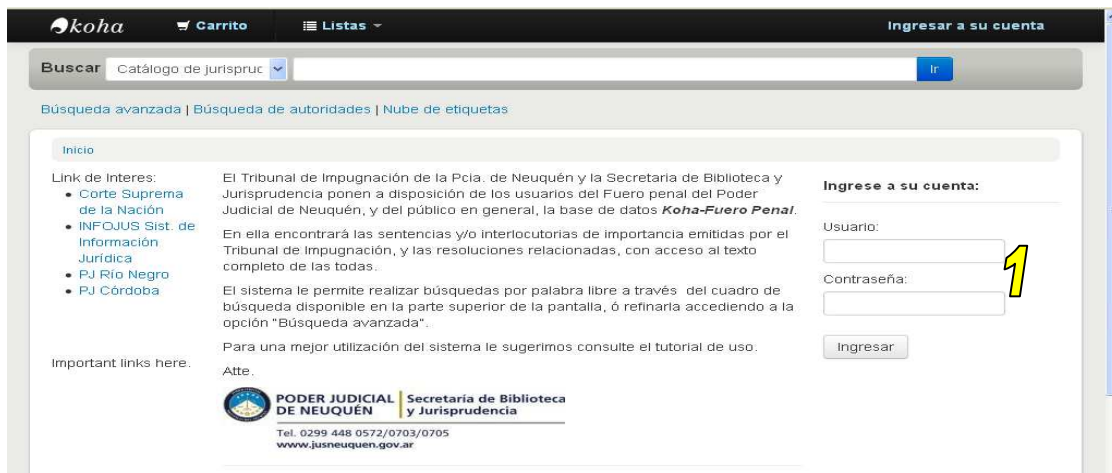 koha
Carrito
Listas
Ingresar a su cuenta
Buscar
Catálogo de jurispruc
Ir
Búsqueda avanzada | Búsqueda de autoridades | Nube de etiquetas
Inicio
Link de Interes:
Corte Suprema
de la Nación
INFOJUS Sist. de
Información
Jurídica
PJ Río Negro
PJ Córdoba
Important links here.
El Tribunal de Impugnación de la Pcia. de Neuquén y la Secretaria de Biblioteca y
Jurisprudencia ponen a disposición de los usuarios del Fuero penal del Poder
Judicial de Neuquén, y del público en general, la base de datos Koha-Fuero Penal.
En ella encontrará las sentencias y/o interlocutorias de importancia emitidas por el
Tribunal de Impugnación, y las resoluciones relacionadas, con acceso al texto
completo de las todas.
El sistema le permite realizar búsquedas por palabra libre a través del cuadro de
búsqueda disponible en la parte superior de la pantalla, ó refinarla accediendo a la
opción "Búsqueda avanzada".
Para una mejor utilización del sistema le sugerimos consulte el tutorial de uso.
Atte.
PODER JUDICIAL
DE NEUQUÉN
Secretaría de Biblioteca
y Jurisprudencia
Tel. 0299 448 0572/0703/0705
www.jusneuquen.gov.ar
Ingrese a su cuenta:
Usuario:
Contraseña:
1
Ingresar